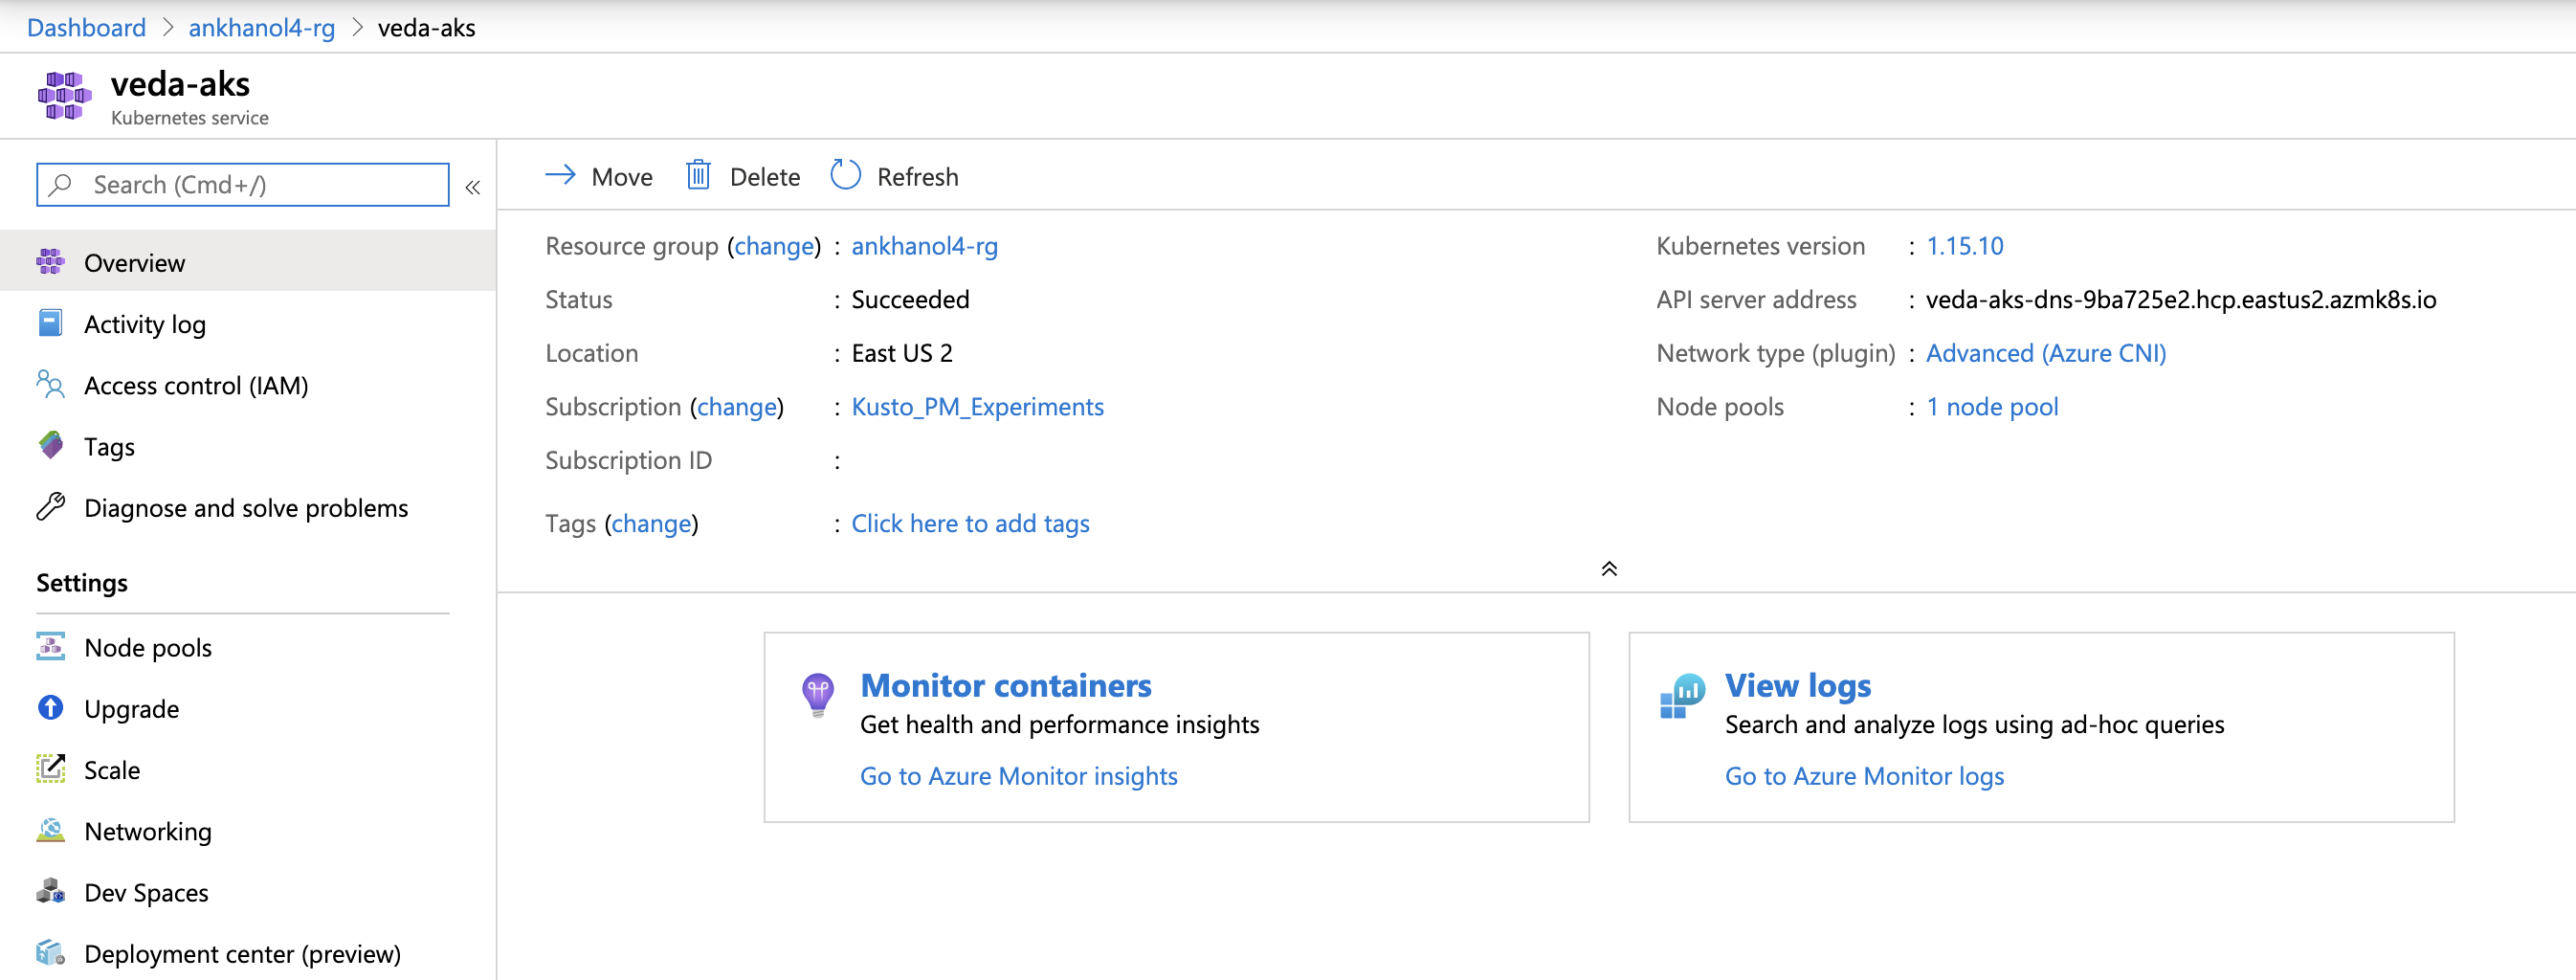 Dashboard > ankhanol4-rg > veda-aks
veda-aks
Kubernetes service
Search (Cmd+/)
«
Overview
Activity log
Access control (IAM)
Tags
Diagnose and solve problems
Settings
Node pools
Upgrade
Scale
Networking
Dev Spaces
Deployment center (preview)
Move Delete Refresh
Resource group (change) : ankhanol4-rg
Status : Succeeded
Location : East US 2
Subscription (change) : Kusto_PM_Experiments
Subscription ID :
Tags (change) : Click here to add tags
Kubernetes version : 1.15.10
API server address : veda-aks-dns-9ba725e2.hcp.eastus2.azmk8s.io
Network type (plugin) : Advanced (Azure CNI)
Node pools : 1 node pool
Monitor containers
Get health and performance insights
Go to Azure Monitor insights
View logs
Search and analyze logs using ad-hoc queries
Go to Azure Monitor logs